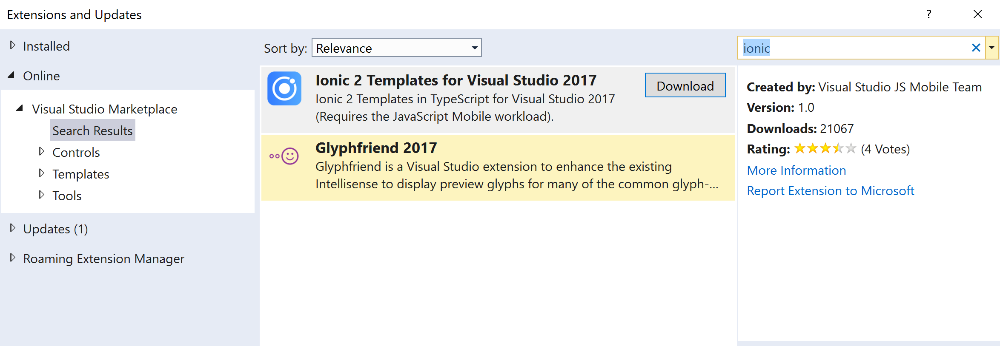 Extensions and Updates
?
Installed
Online
Visual Studio Marketplace
Search Results
Controls
Templates
Tools
Updates (1)
Roaming Extension Manager
Sort by: Relevance
Ionic 2 Templates for Visual Studio 2017
Download
Ionic 2 Templates in TypeScript for Visual Studio 2017
(Requires the JavaScript Mobile workload).
Glyphfriend 2017
Glyphfriend is a Visual Studio extension to enhance the existing
Intellisense to display preview glyphs for many of the common glyph-...
ionic
Created by: Visual Studio JS Mobile Team
Version: 1.0
Downloads: 21067
Rating: (4 Votes)
More Information
Report Extension to Microsoft